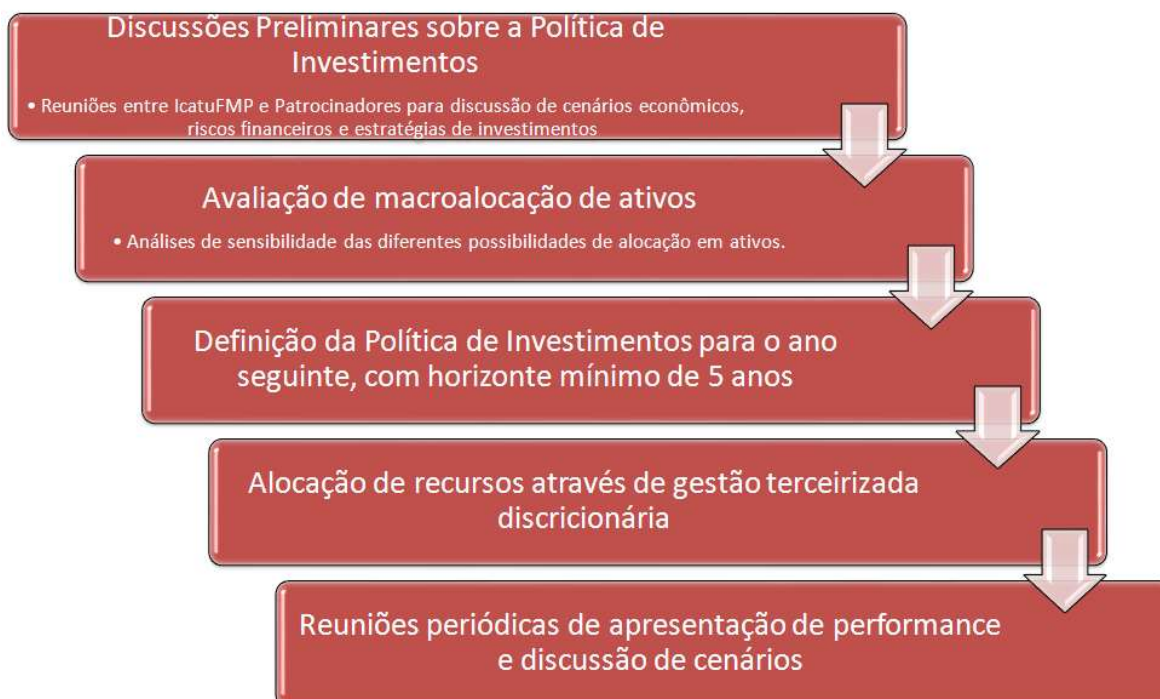 Discussões Preliminares sobre a Política de
Investimentos
• Reuniões entre IcatuFMP e Patrocinadores para discussão de cenários econômicos,
riscos financeiros e estratégias de investimentos
Avaliação de macroalocação de ativos
• Análises de sensibilidade das diferentes possibilidades de alocação em ativos.
Definição da Política de Investimentos para o ano
seguinte, com horizonte mínimo de 5 anos
Alocação de recursos através de gestão terceirizada
discricionária
Reuniões periódicas de apresentação de performance
e discussão de cenários